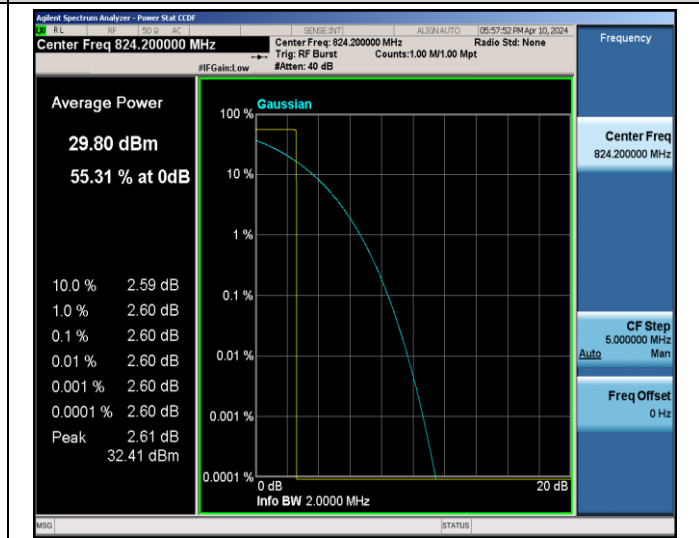 Agilent Spectrum Analyzer - Power Stat CCDF
RL RF 50 Ω AC SENSE:INT ALIGN AUTO 05:57:52 PM Apr 10, 2024
Center Freq 824.200000 MHz
Center Freq: 824.200000 MHz Radio Std: None
Trig: RF Burst Counts:1.00 M/1.00 Mpt
#IFGain:Low #Atten: 40 dB
Frequency
Average Power
29.80 dBm
55.31 % at 0dB
10.0 % 2.59 dB
1.0 % 2.60 dB
0.1 % 2.60 dB
0.01 % 2.60 dB
0.001 % 2.60 dB
0.0001 % 2.60 dB
Peak 2.61 dB
32.41 dBm
Gaussian
100 %
10 %
1 %
0.1 %
0.01 %
0.001 %
0.0001 %
0 dB 20 dB
Info BW 2.0000 MHz
Center Freq
824.200000 MHz
CF Step
5.000000 MHz
Auto Man
Freq Offset
0 Hz
MSG STATUS